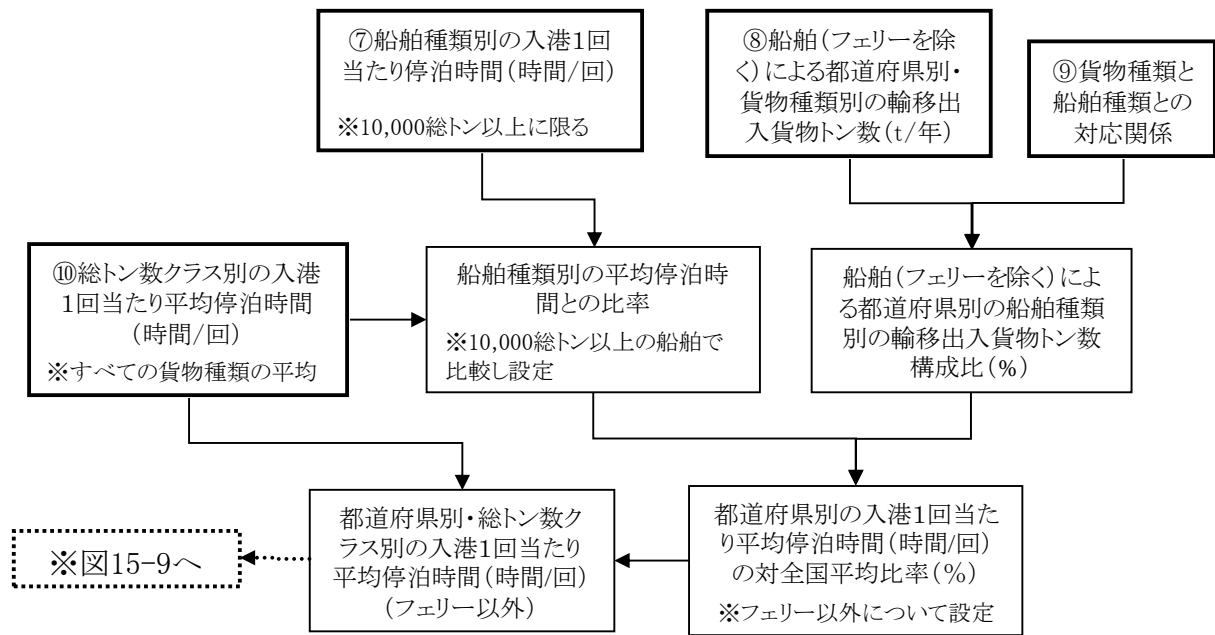 ⑦船舶種類別の入港1回
当たり停泊時間(時間/回)
※10,000総トン以上に限る
⑧船舶(フェリーを除
く)による都道府県別・
貨物種類別の輸移出
入貨物トン数(t/年)
⑨貨物種類と
船舶種類との
対応関係
⑩総トン数クラス別の入港
1回当たり平均停泊時間
(時間/回)
※すべての貨物種類の平均
船舶種類別の平均停泊時
間との比率
※10,000総トン以上の船舶で
比較し設定
船舶(フェリーを除く)によ
る都道府県別の船舶種類
別の輸移出入貨物トン数
構成比(%)
※図15-9へ
都道府県別・総トン数ク
ラス別の入港1回当たり
平均停泊時間(時間/回)
(フェリー以外)
都道府県別の入港1回当た
り平均停泊時間(時間/回)
の対全国平均比率(%)
※フェリー以外について設定